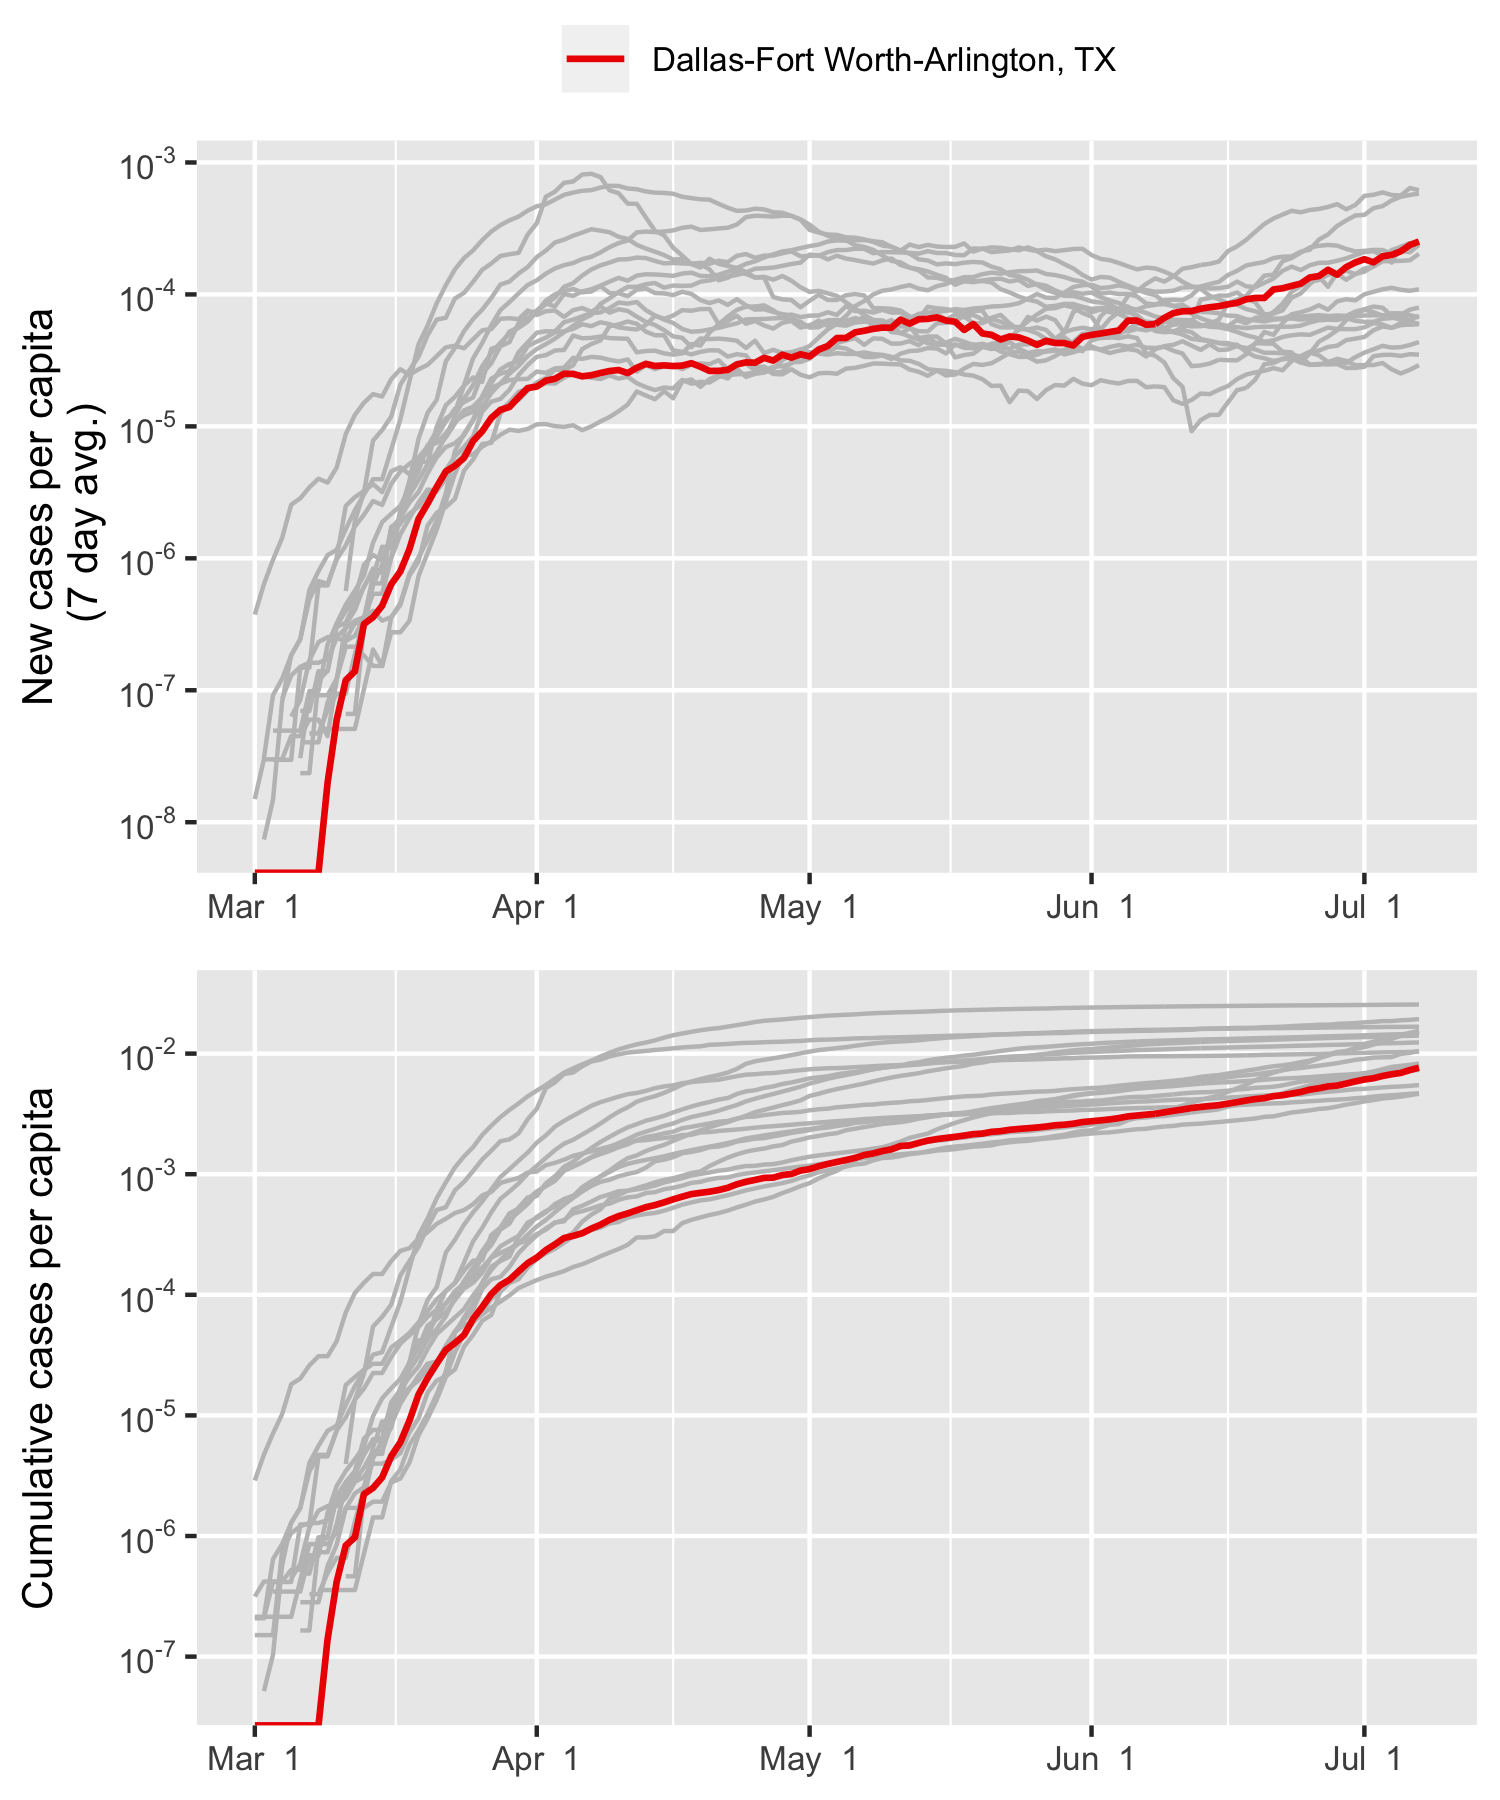 Dallas-Fort Worth-Arlington, TX
New cases per capita
(7 day avg.)
10⁻³
10⁻⁴
10⁻⁵
10⁻⁶
10⁻⁷
10⁻⁸
Mar 1 Apr 1 May 1 Jun 1 Jul 1
Cumulative cases per capita
10⁻²
10⁻³
10⁻⁴
10⁻⁵
10⁻⁶
10⁻⁷
Mar 1 Apr 1 May 1 Jun 1 Jul 1